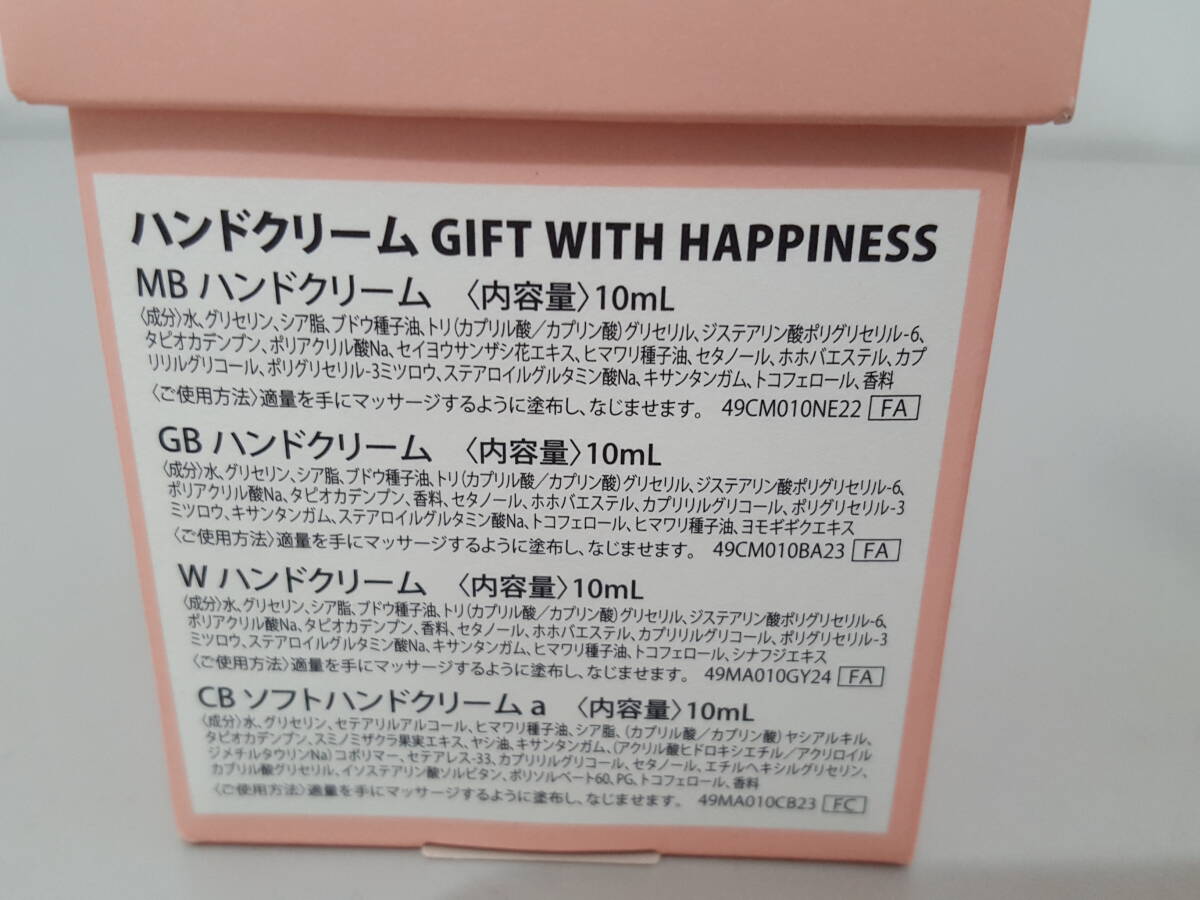 ハンドクリーム GIFT WITH HAPPINESS
MB ハンドクリーム 〈内容量〉10mL
〈成分〉水、グリセリン、シア脂、ブドウ種子油、トリ(カプリル酸/カプリン酸)グリセリル、ジステアリン酸ポリグリセリル-6、
タピオカデンプン、ポリアクリル酸Na、セイヨウサンザシ花エキス、ヒマワリ種子油、セタノール、ホホバエステル、カプ
リリルグリコール、ポリグリセリル-3ミツロウ、ステアロイルグルタミン酸Na、キサンタンガム、トコフェロール、香料
〈ご使用方法〉適量を手にマッサージするように塗布し、なじませます。 49CM010NE22 FA
GB ハンドクリーム 〈内容量〉10mL
〈成分〉水、グリセリン、シア脂、ブドウ種子油、トリ(カプリル酸/カプリン酸)グリセリル、ジステアリン酸ポリグリセリル-6、
ポリアクリル酸Na、タピオカデンプン、香料、セタノール、ホホバエステル、カプリリルグリコール、ポリグリセリル-3
ミツロウ、キサンタンガム、ステアロイルグルタミン酸Na、トコフェロール、ヒマワリ種子油、ヨモギギクエキス
〈ご使用方法〉適量を手にマッサージするように塗布し、なじませます。 49CM010BA23 FA
W ハンドクリーム 〈内容量〉10mL
〈成分〉水、グリセリン、シア脂、ブドウ種子油、トリ(カプリル酸/カプリン酸)グリセリル、ジステアリン酸ポリグリセリル-6、
ポリアクリル酸Na、タピオカデンプン、香料、セタノール、ホホバエステル、カプリリルグリコール、ポリグリセリル-3
ミツロウ、ステアロイルグルタミン酸Na、キサンタンガム、ヒマワリ種子油、トコフェロール、シナフジエキス
〈ご使用方法〉適量を手にマッサージするように塗布し、なじませます。 49MA010GY24 FA
CB ソフトハンドクリーム a 〈内容量〉10mL
〈成分〉水、グリセリン、セテアリルアルコール、ヒマワリ種子油、シア脂、(カプリル酸/カプリン酸)ヤシアルキル、
タピオカデンプン、スミノミザクラ果実エキス、ヤシ油、キサンタンガム、(アクリル酸ヒドロキシエチル/アクリロイル
ジメチルタウリンNa)コポリマー、セテアレス-33、カプリリルグリコール、セタノール、エチルヘキシルグリセリン、
カプリル酸グリセリル、イソステアリン酸ソルビタン、ポリソルベート60、PG、トコフェロール、香料
〈ご使用方法〉適量を手にマッサージするように塗布し、なじませます。 49MA010CB23 FC